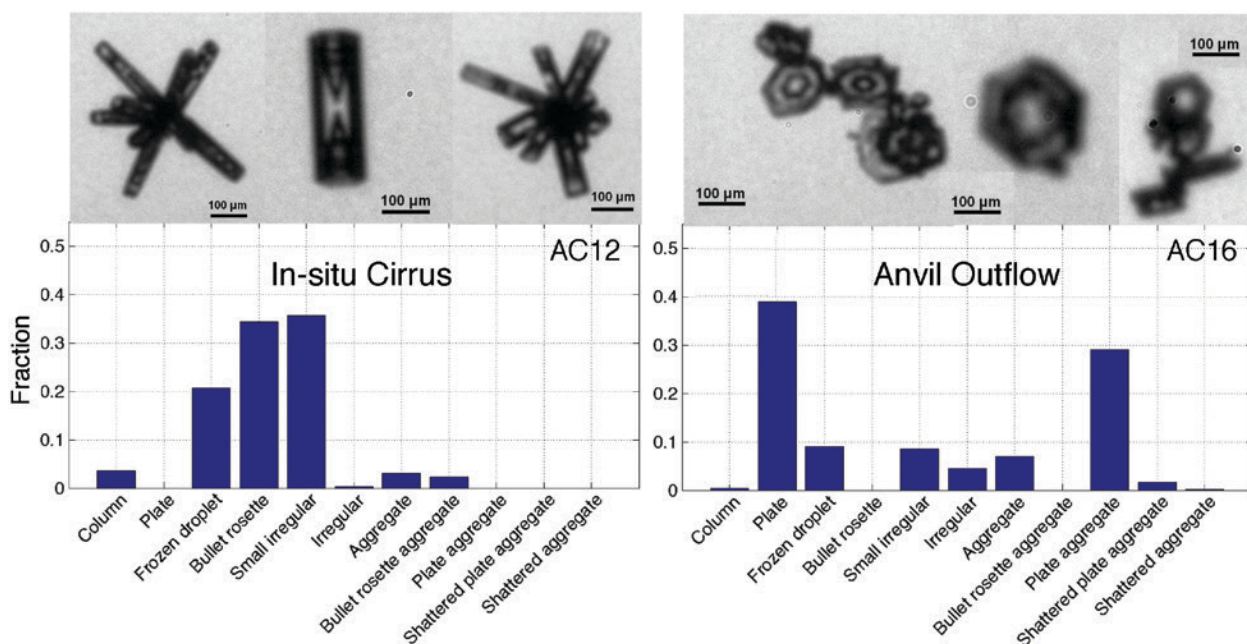 100 µm
100 µm
100 µm
100 µm
100 µm
100 µm
AC12
In-situ Cirrus
Fraction
0.5
0.4
0.3
0.2
0.1
0
Column
Plate
Frozen droplet
Bullet rosette
Small irregular
Irregular
Aggregate
Bullet rosette aggregate
Plate aggregate
Shattered plate aggregate
Shattered aggregate
AC16
Anvil Outflow
0.5
0.4
0.3
0.2
0.1
0
Column
Plate
Frozen droplet
Bullet rosette
Small irregular
Irregular
Aggregate
Bullet rosette aggregate
Plate aggregate
Shattered plate aggregate
Shattered aggregate